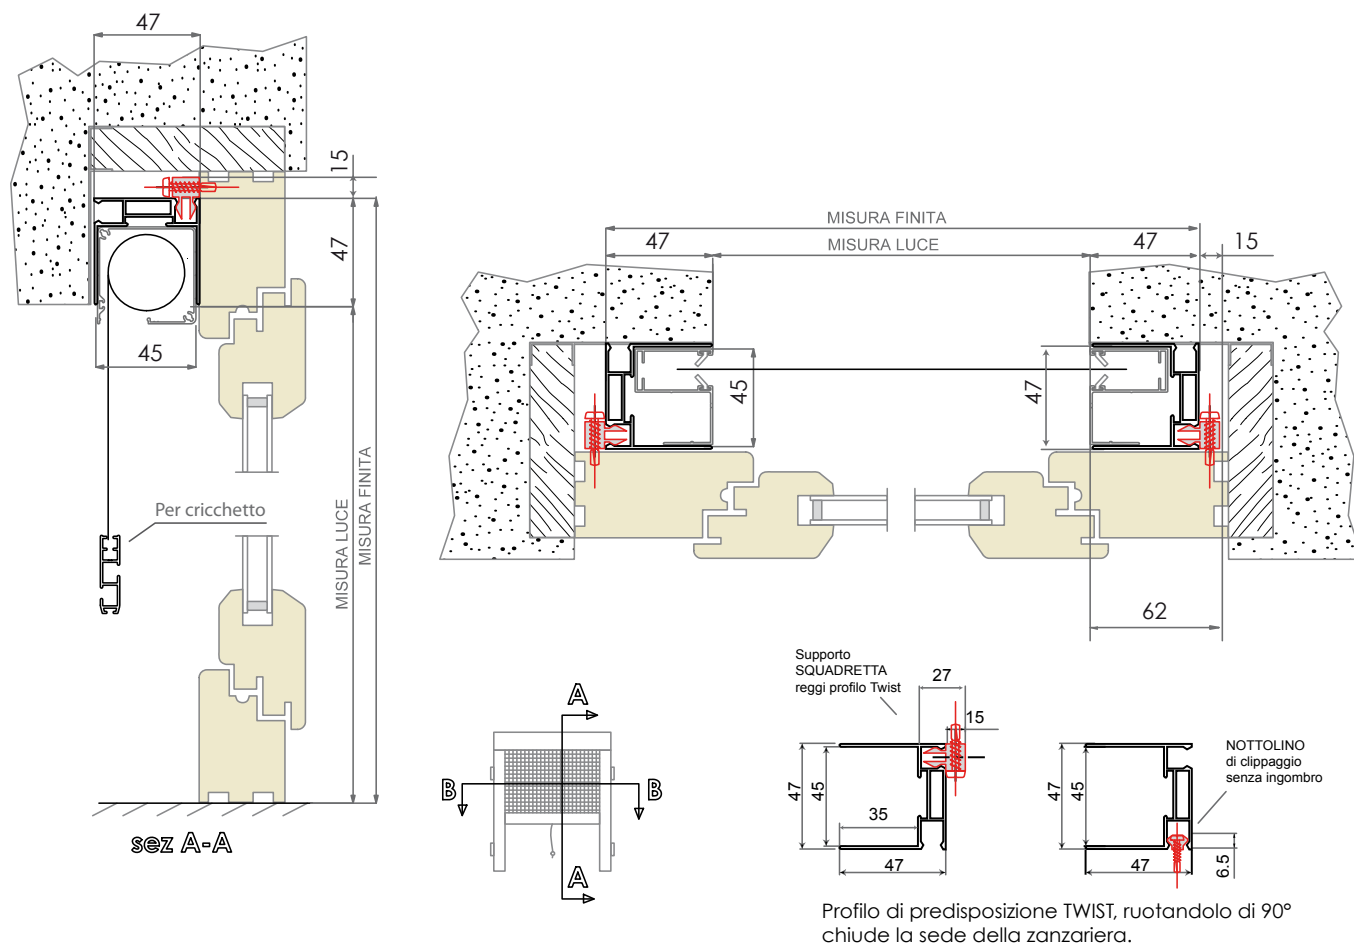 47
15
47
45
Per cricchetto
MISURA LUCE
MISURA FINITA
sez A-A
MISURA FINITA
47
MISURA LUCE
47
15
45
47
62
A
B
B
A
Supporto
SQUADRETTA
reggi profilo Twist
27
15
47
45
35
47
47
45
47
6.5
NOTTOLINO
di clippaggio
senza ingombro
Profilo di predisposizione TWIST, ruotandolo di 90°
chiude la sede della zanzariera.